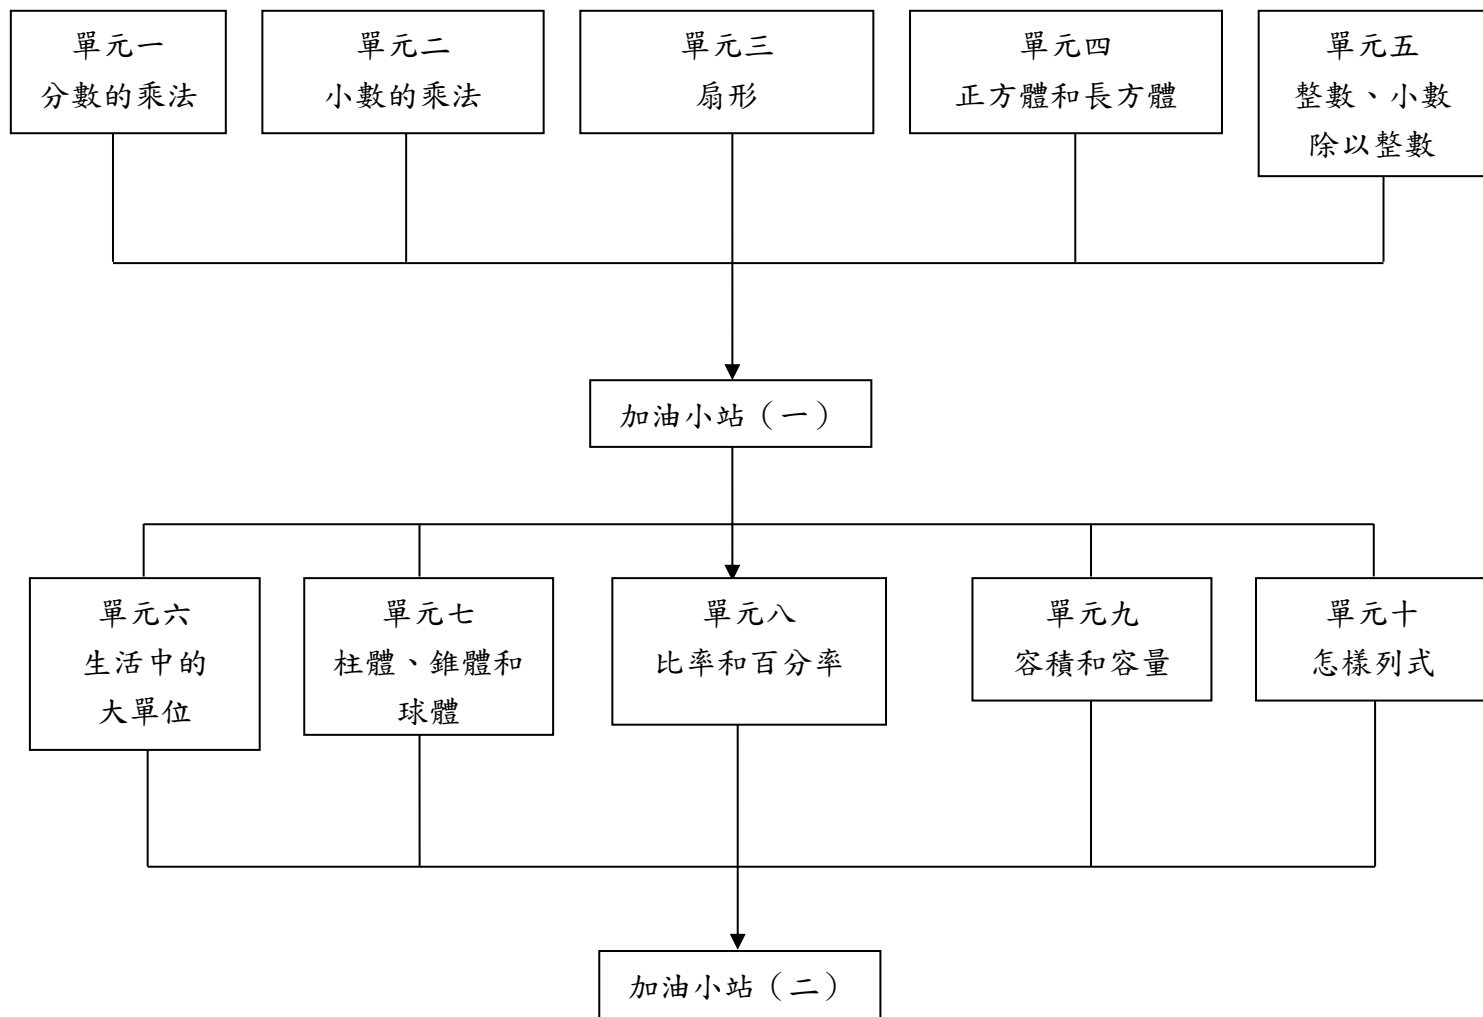 單元一
分數的乘法
單元二
小數的乘法
單元三
扇形
單元四
正方體和長方體
單元五
整數、小數
除以整數
加油小站（一）
單元六
生活中的
大單位
單元七
柱體、錐體和
球體
單元八
比率和百分率
單元九
容積和容量
單元十
怎樣列式
加油小站（二）